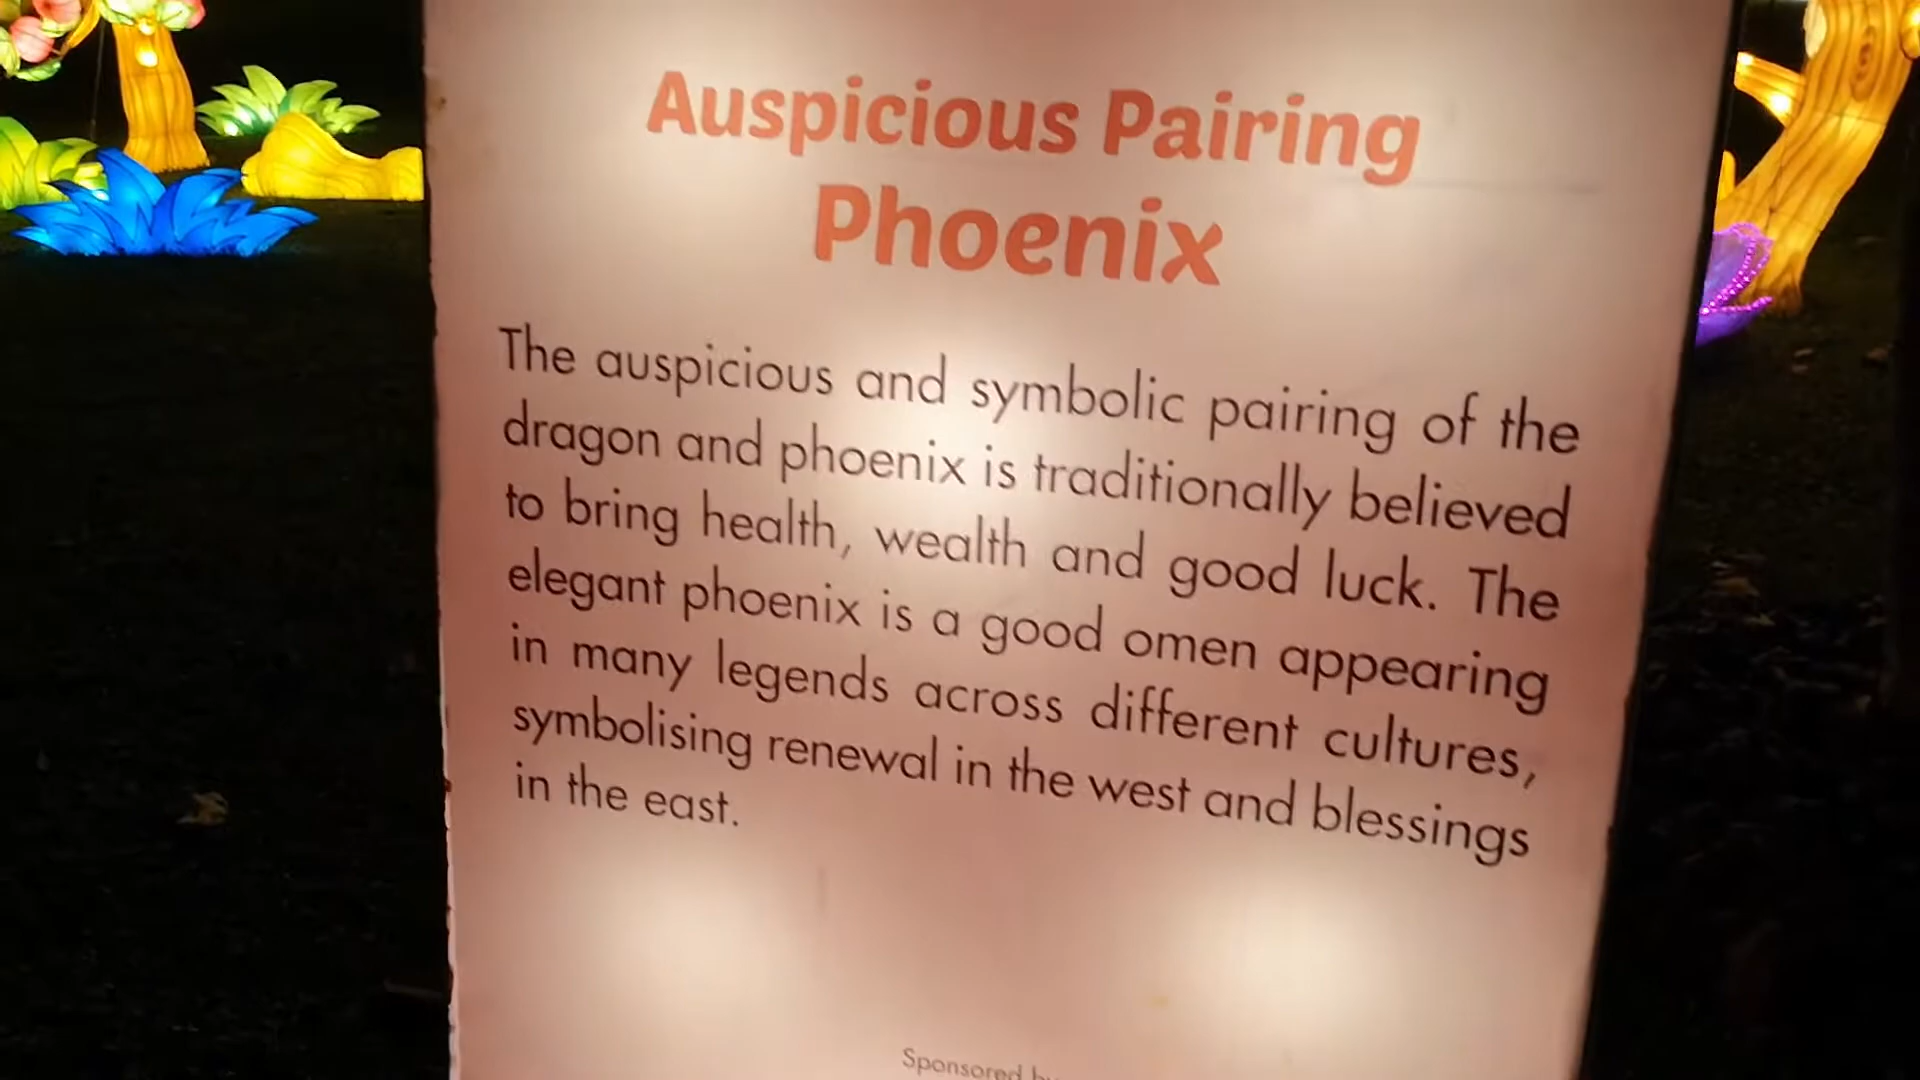 Auspicious Pairing
Phoenix
The auspicious and symbolic pairing of the
dragon and phoenix is traditionally believed
to bring health, wealth and good luck. The
elegant phoenix is a good omen appearing
in many legends across different cultures,
symbolising renewal in the west and blessings
in the east.
Sponsored by